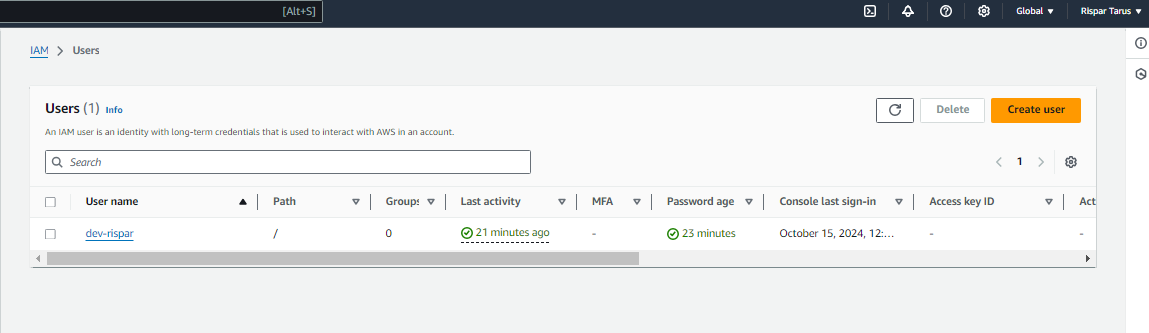 [Alt+S] Global Rispar Tarus
IAM > Users
Users (1) Info
Delete Create user
An IAM user is an identity with long-term credentials that is used to interact with AWS in an account.
Search
1
User name Path Groups Last activity MFA Password age Console last sign-in Access key ID Act
dev-rispar / 0 21 minutes ago - 23 minutes October 15, 2024, 12:... - -